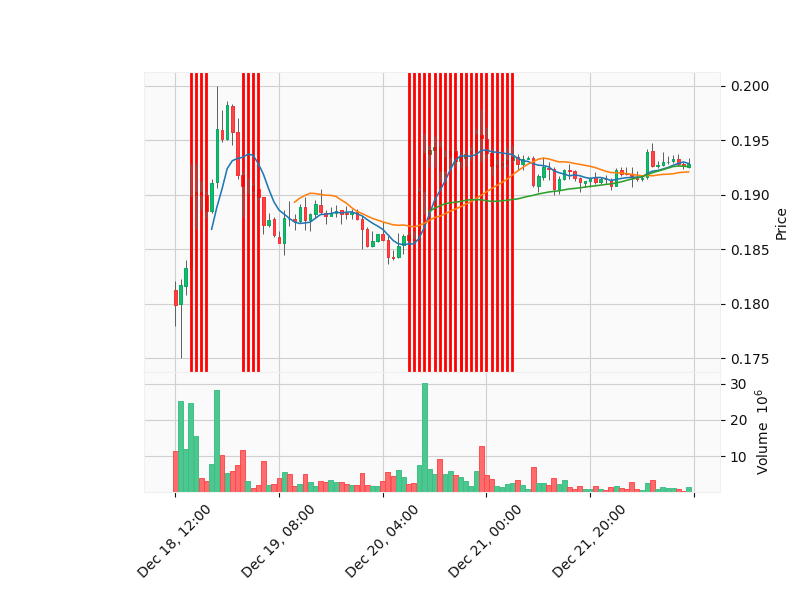 0.200
0.195
0.190
0.185
0.180
0.175
Price
30
20
10
Volume 10⁶
Dec 18, 12:00
Dec 19, 08:00
Dec 20, 04:00
Dec 21, 00:00
Dec 21, 20:00